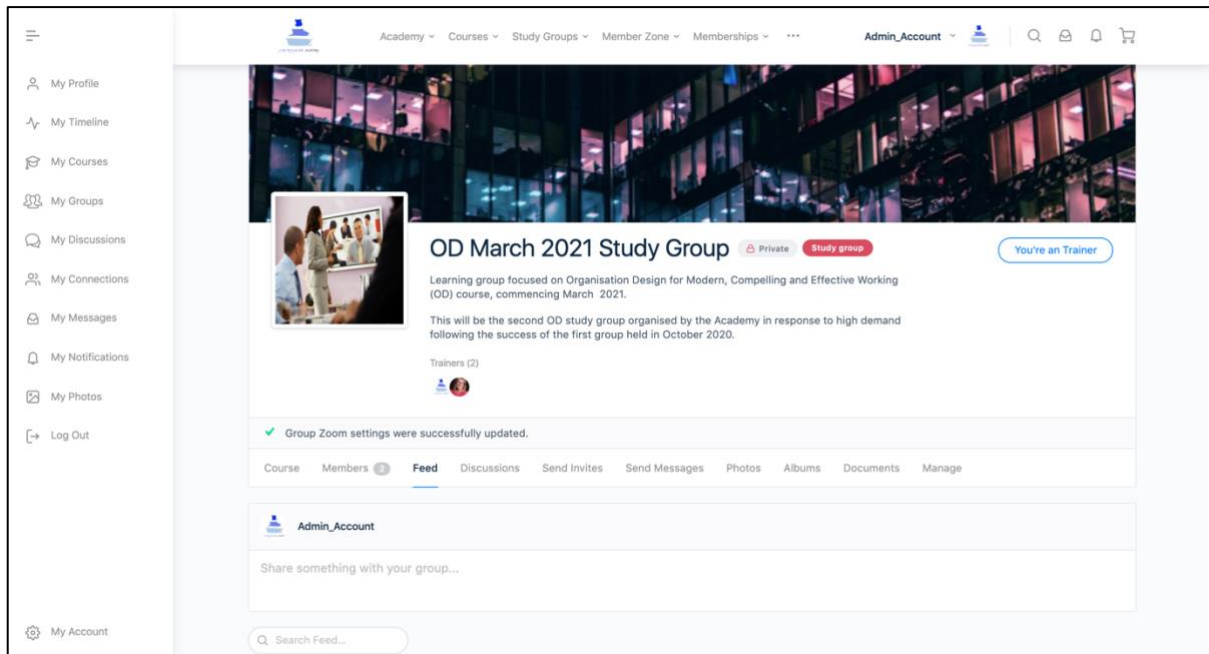 Academy Courses Study Groups Member Zone Memberships ... Admin_Account
My Profile
My Timeline
My Courses
My Groups
My Discussions
My Connections
My Messages
My Notifications
My Photos
Log Out
My Account
OD March 2021 Study Group Private Study group You're an Trainer
Learning group focused on Organisation Design for Modern, Compelling and Effective Working
(OD) course, commencing March 2021.
This will be the second OD study group organised by the Academy in response to high demand
following the success of the first group held in October 2020.
Trainers (2)
Group Zoom settings were successfully updated.
Course Members 2 Feed Discussions Send Invites Send Messages Photos Albums Documents Manage
Admin_Account
Share something with your group...
Search Feed...